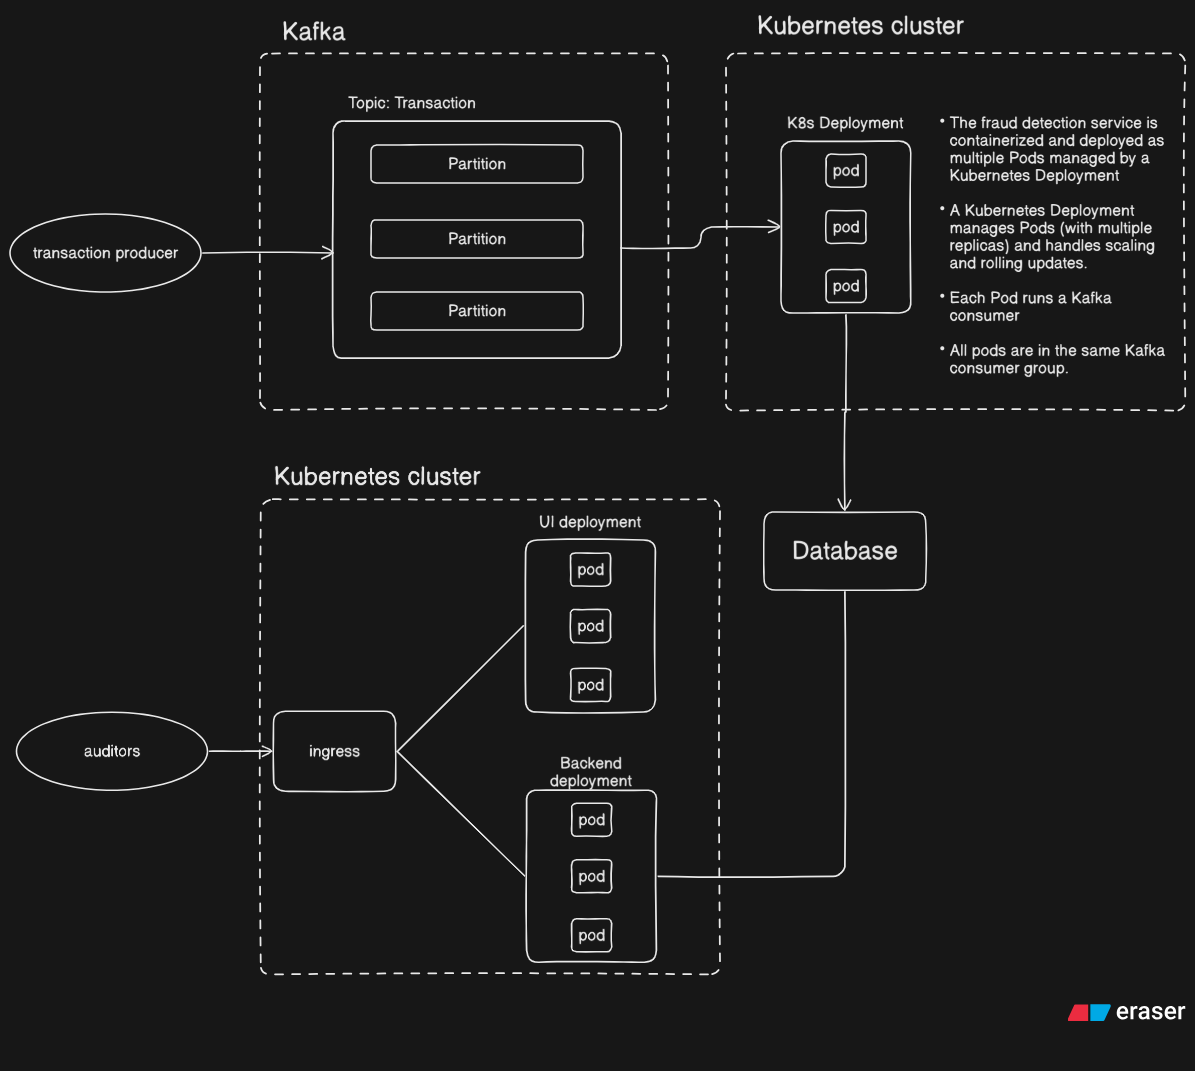 Kafka
Kubernetes cluster
Topic: Transaction
Partition
Partition
Partition
transaction producer
K8s Deployment
pod
pod
pod
• The fraud detection service is
containerized and deployed as
multiple Pods managed by a
Kubernetes Deployment
• A Kubernetes Deployment
manages Pods (with multiple
replicas) and handles scaling
and rolling updates.
• Each Pod runs a Kafka
consumer
• All pods are in the same Kafka
consumer group.
Kubernetes cluster
UI deployment
pod
pod
pod
Database
auditors
ingress
Backend
deployment
pod
pod
pod
eraser